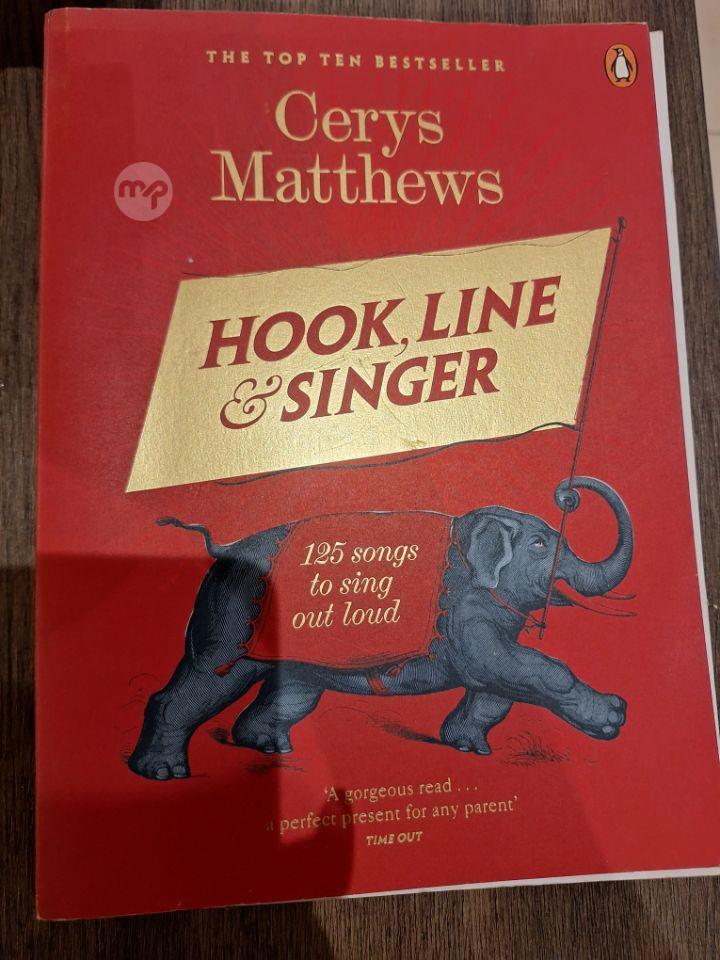 THE TOP TEN BESTSELLER
Cerys
Matthews
mp
HOOK, LINE
& SINGER
125 songs
to sing
out loud
'A gorgeous read . . .
a perfect present for any parent'
TIME OUT